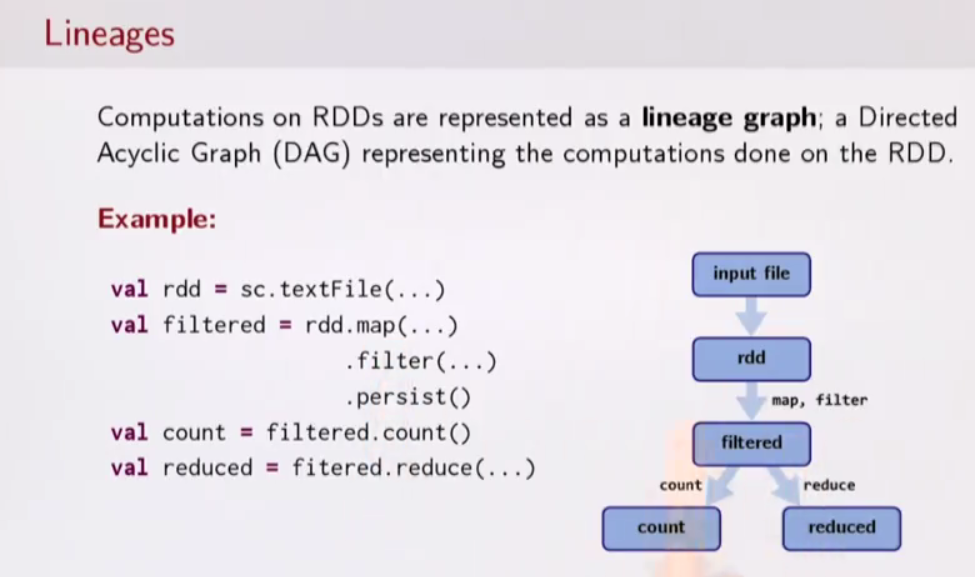 Lineages
Computations on RDDs are represented as a lineage graph; a Directed
Acyclic Graph (DAG) representing the computations done on the RDD.
Example:
val rdd = sc.textFile(...)
val filtered = rdd.map(...)
.filter(...)
.persist()
val count = filtered.count()
val reduced = fitered.reduce(...)
input file
rdd
map, filter
filtered
count
reduce
count
reduced